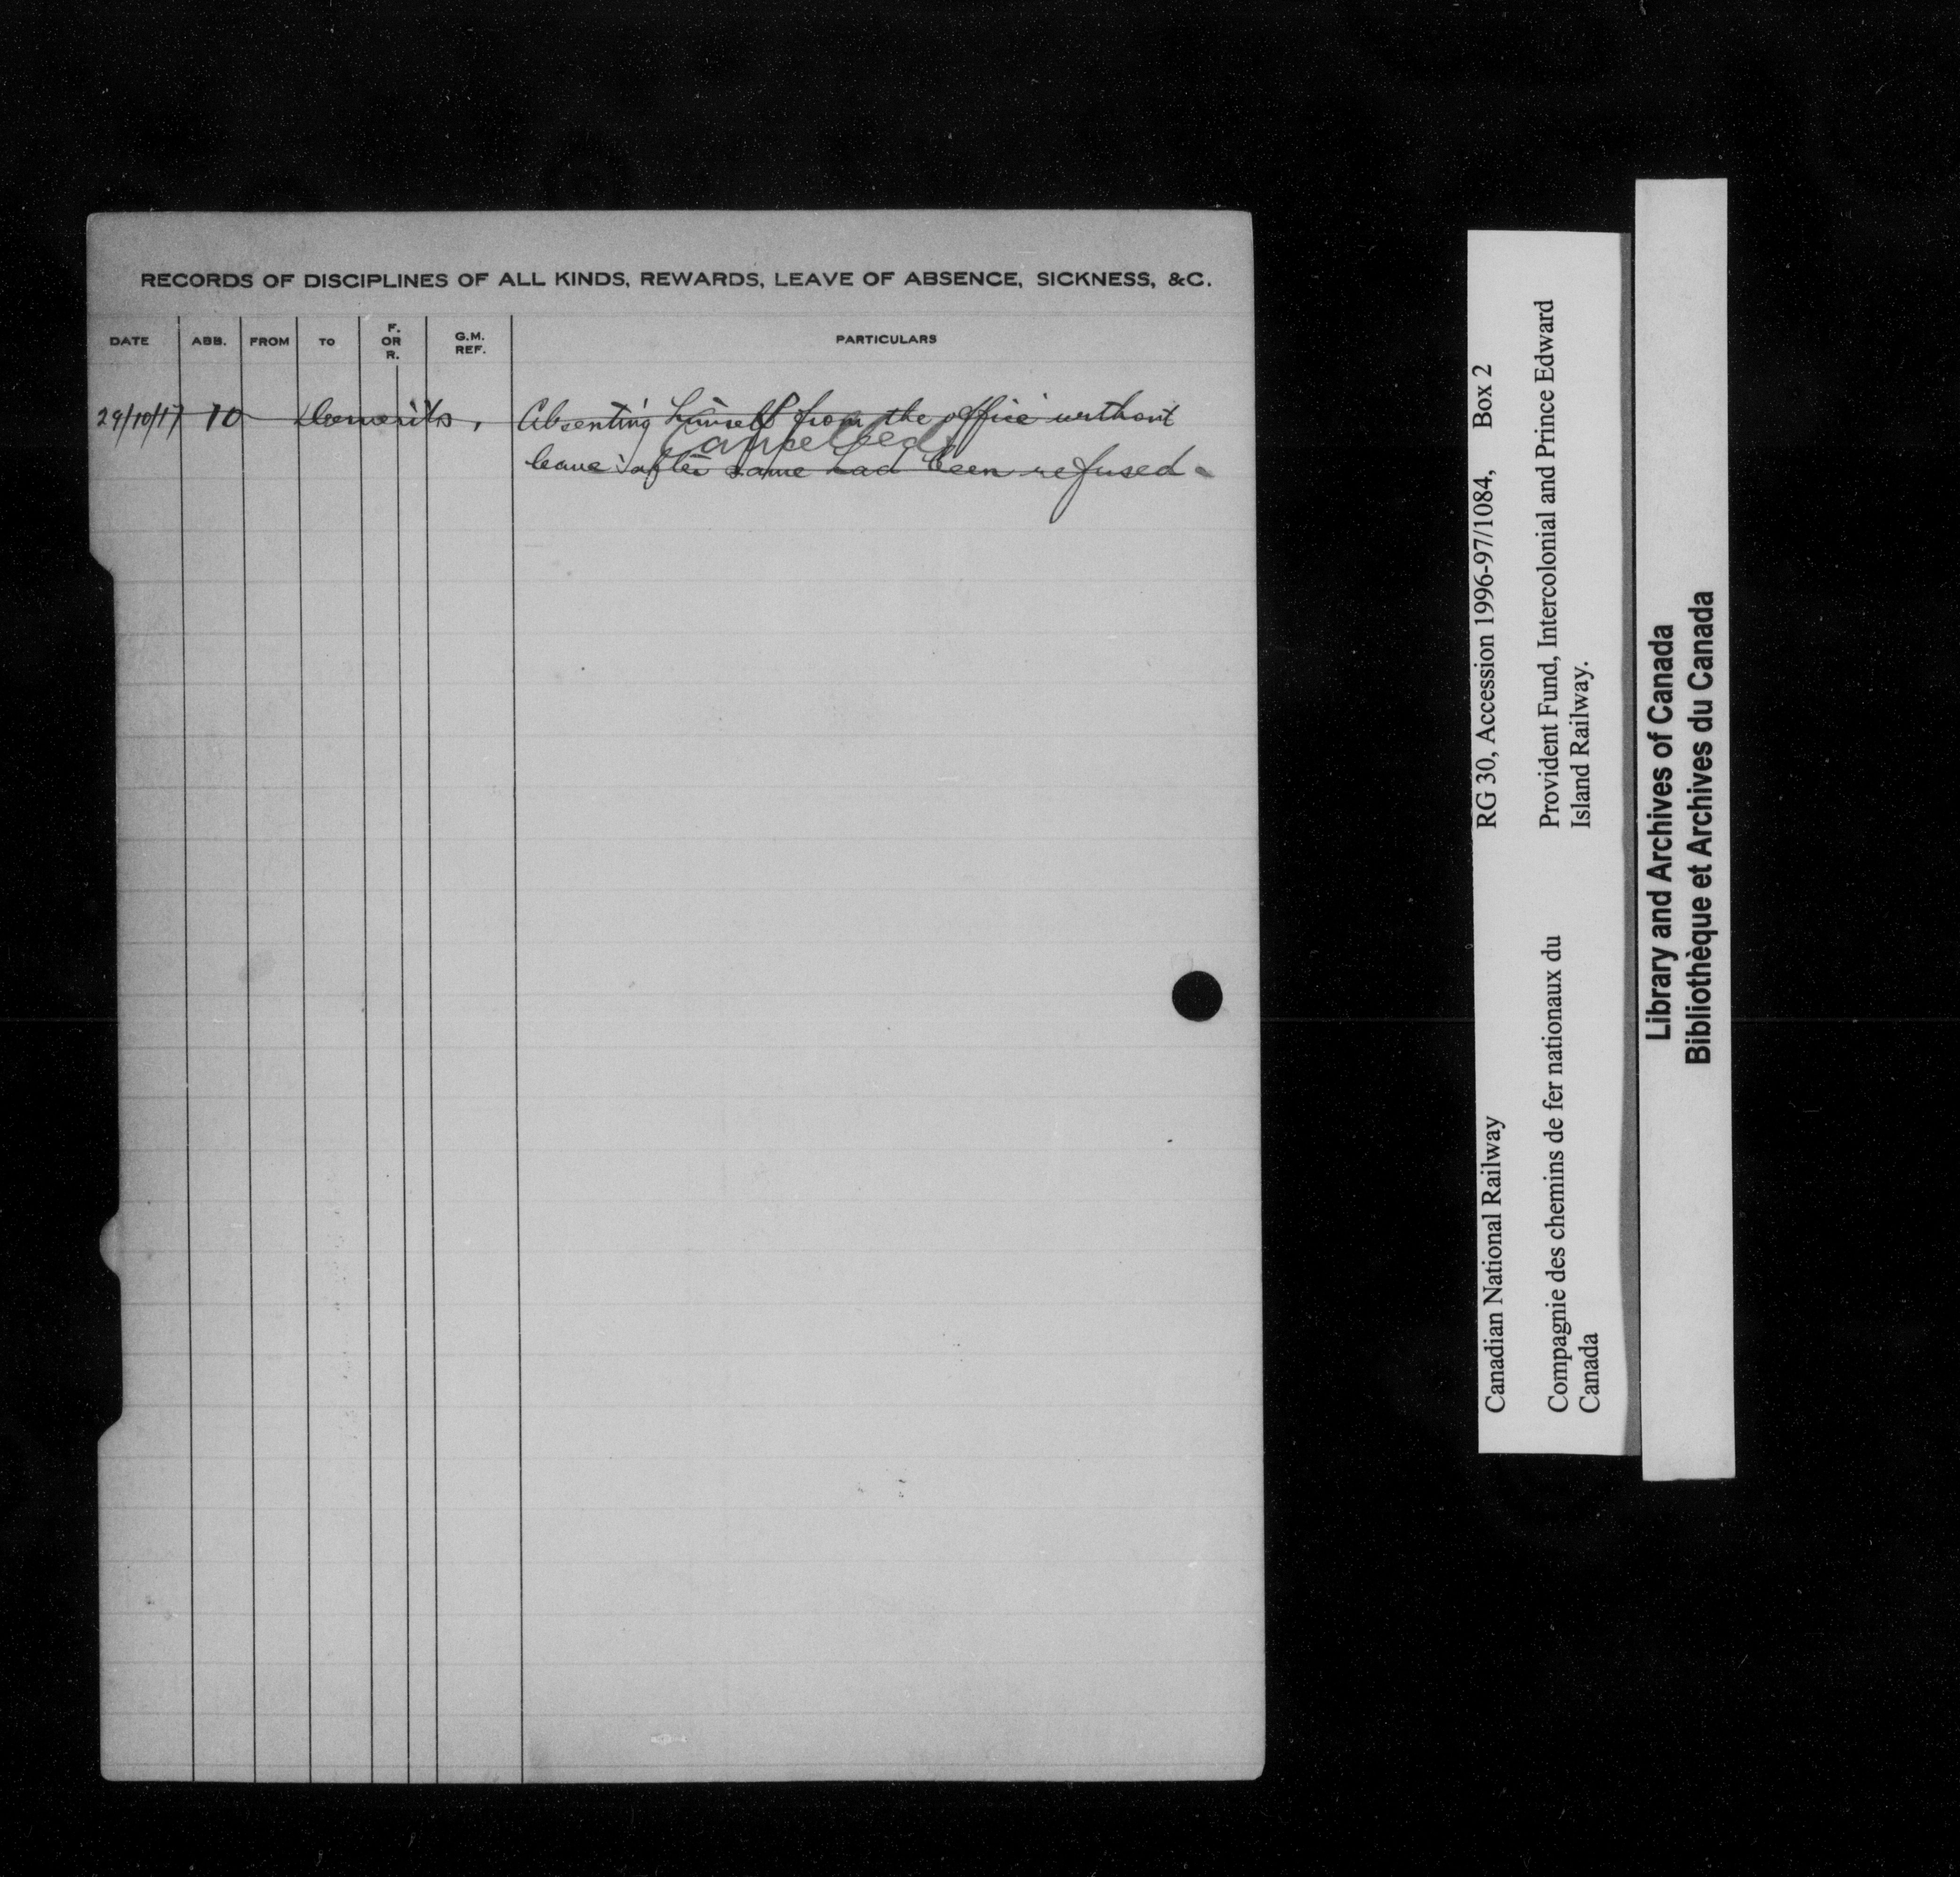 RECORDS OF DISCIPLINES OF ALL KINDS, REWARDS, LEAVE OF ABSENCE, SICKNESS, &C.
DATE ABB. FROM TO F. OR R. G.M. REF. PARTICULARS
29/10/17 10 Demerits, Absenting himself from the office without
Cancelled
leave after same had been refused
Canadian National Railway RG 30, Accession 1996-97/1084, Box 2
Compagnie des chemins de fer nationaux du Provident Fund, Intercolonial and Prince Edward
Canada Island Railway.
Library and Archives of Canada
Bibliothèque et Archives du Canada